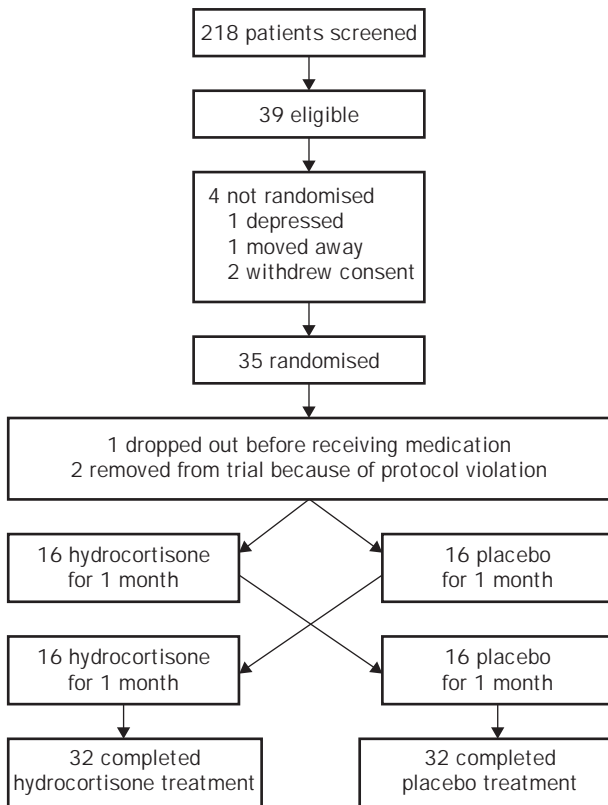 218 patients screened
39 eligible
4 not randomised
1 depressed
1 moved away
2 withdrew consent
35 randomised
1 dropped out before receiving medication
2 removed from trial because of protocol violation
16 hydrocortisone
for 1 month
16 placebo
for 1 month
16 hydrocortisone
for 1 month
16 placebo
for 1 month
32 completed
hydrocortisone treatment
32 completed
placebo treatment